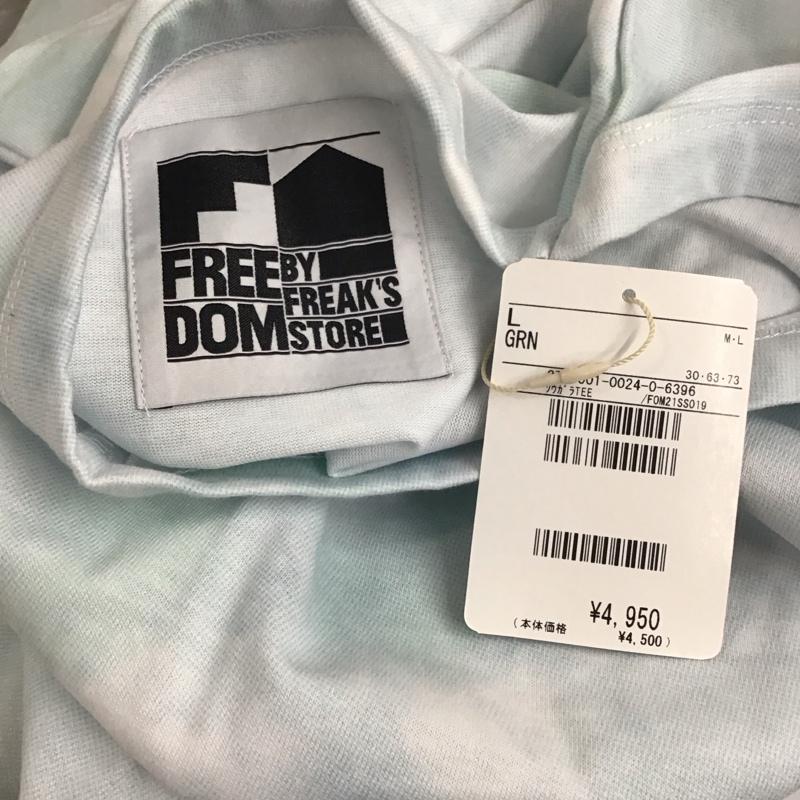 FREE
DOM
BY
FREAK'S
STORE
L
GRN
M・L
30・63・73
001-0024-0-6396
ソウガラTEE
/FOM21SS019
¥4,950
(本体価格
¥4,500)